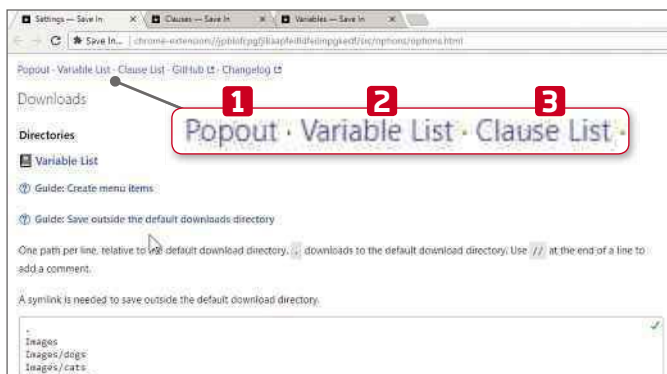 Settings — Save In
Clauses — Save In
Variables — Save In
Save In...
Popout · Variable List · Clause List · GitHub · Changelog
Downloads
1 2 3
Popout · Variable List · Clause List ·
Directories
Variable List
Guide: Create menu items
Guide: Save outside the default downloads directory
One path per line, relative to the default download directory. . downloads to the default download directory. Use // at the end of a line to
add a comment.
A symlink is needed to save outside the default download directory.
.
Images
Images/dogs
Images/cats